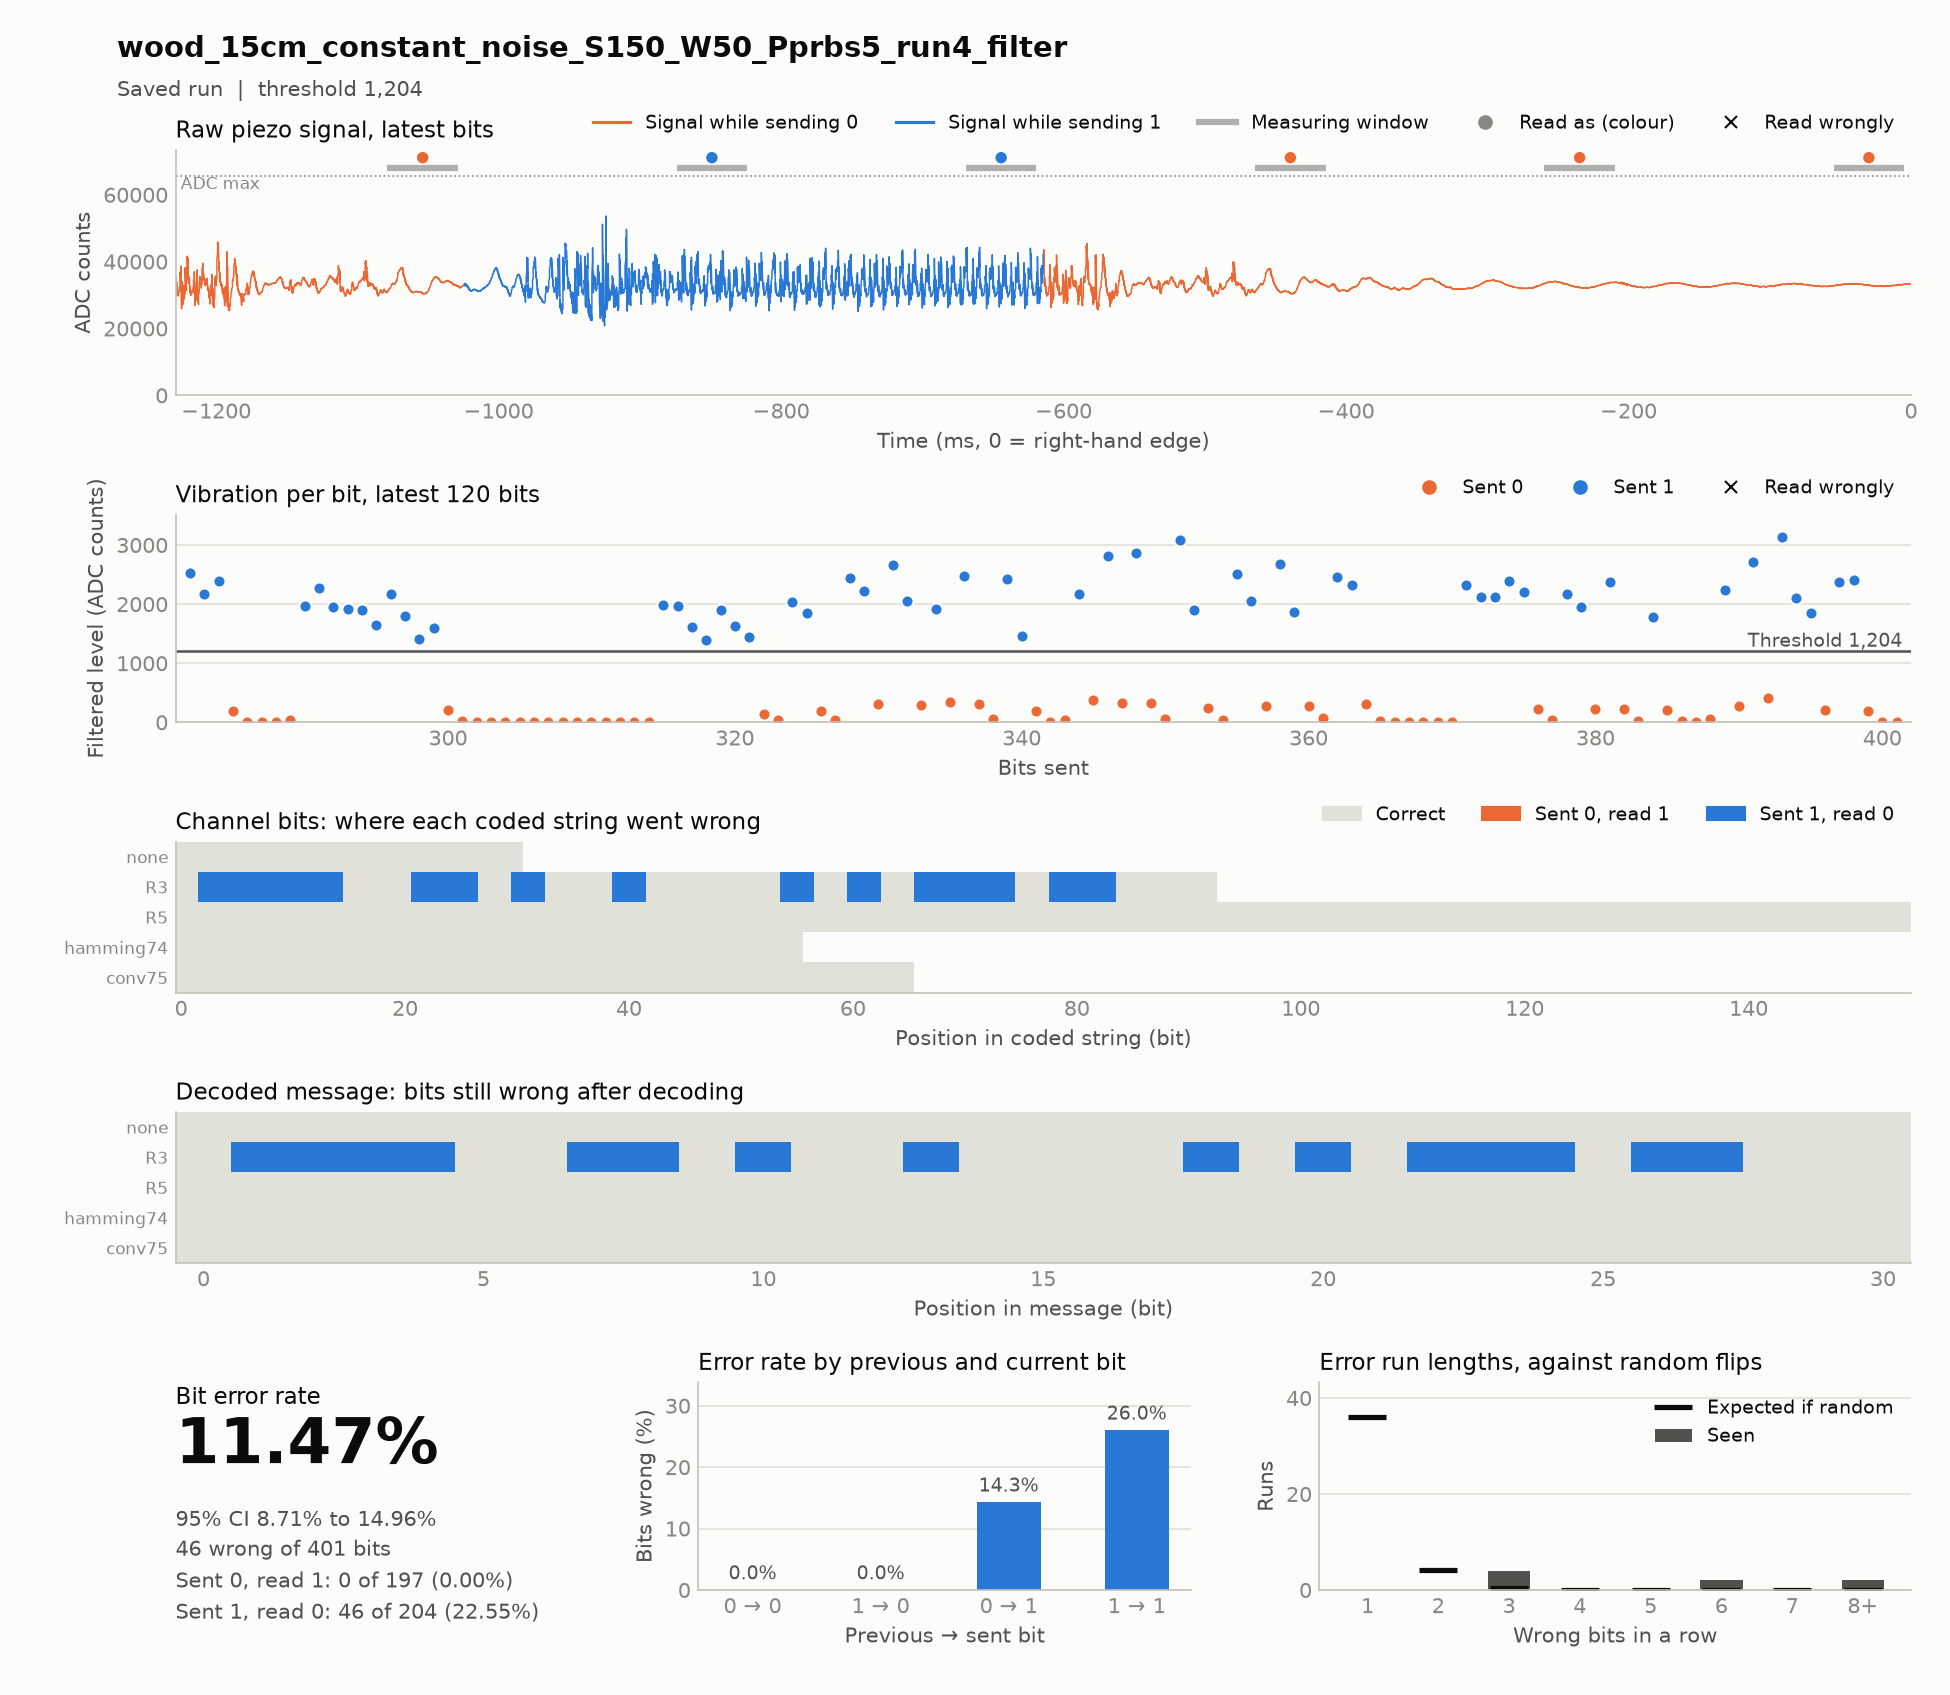 wood_15cm_constant_noise_S150_W50_Pprbs5_run4_filter
Saved run | threshold 1,204
Raw piezo signal, latest bits
Signal while sending 0
Signal while sending 1
Measuring window
Read as (colour)
Read wrongly
ADC max
ADC counts
60000
40000
20000
0
−1200
−1000
−800
−600
−400
−200
0
Time (ms, 0 = right-hand edge)
Vibration per bit, latest 120 bits
Sent 0
Sent 1
Read wrongly
Filtered level (ADC counts)
3000
2000
1000
0
Threshold 1,204
300
320
340
360
380
400
Bits sent
Channel bits: where each coded string went wrong
Correct
Sent 0, read 1
Sent 1, read 0
none
R3
R5
hamming74
conv75
0
20
40
60
80
100
120
140
Position in coded string (bit)
Decoded message: bits still wrong after decoding
none
R3
R5
hamming74
conv75
0
5
10
15
20
25
30
Position in message (bit)
Bit error rate
11.47%
95% CI 8.71% to 14.96%
46 wrong of 401 bits
Sent 0, read 1: 0 of 197 (0.00%)
Sent 1, read 0: 46 of 204 (22.55%)
Error rate by previous and current bit
Bits wrong (%)
30
20
10
0
0.0%
0.0%
14.3%
26.0%
0 → 0
1 → 0
0 → 1
1 → 1
Previous → sent bit
Error run lengths, against random flips
Expected if random
Seen
Runs
40
20
0
1
2
3
4
5
6
7
8+
Wrong bits in a row